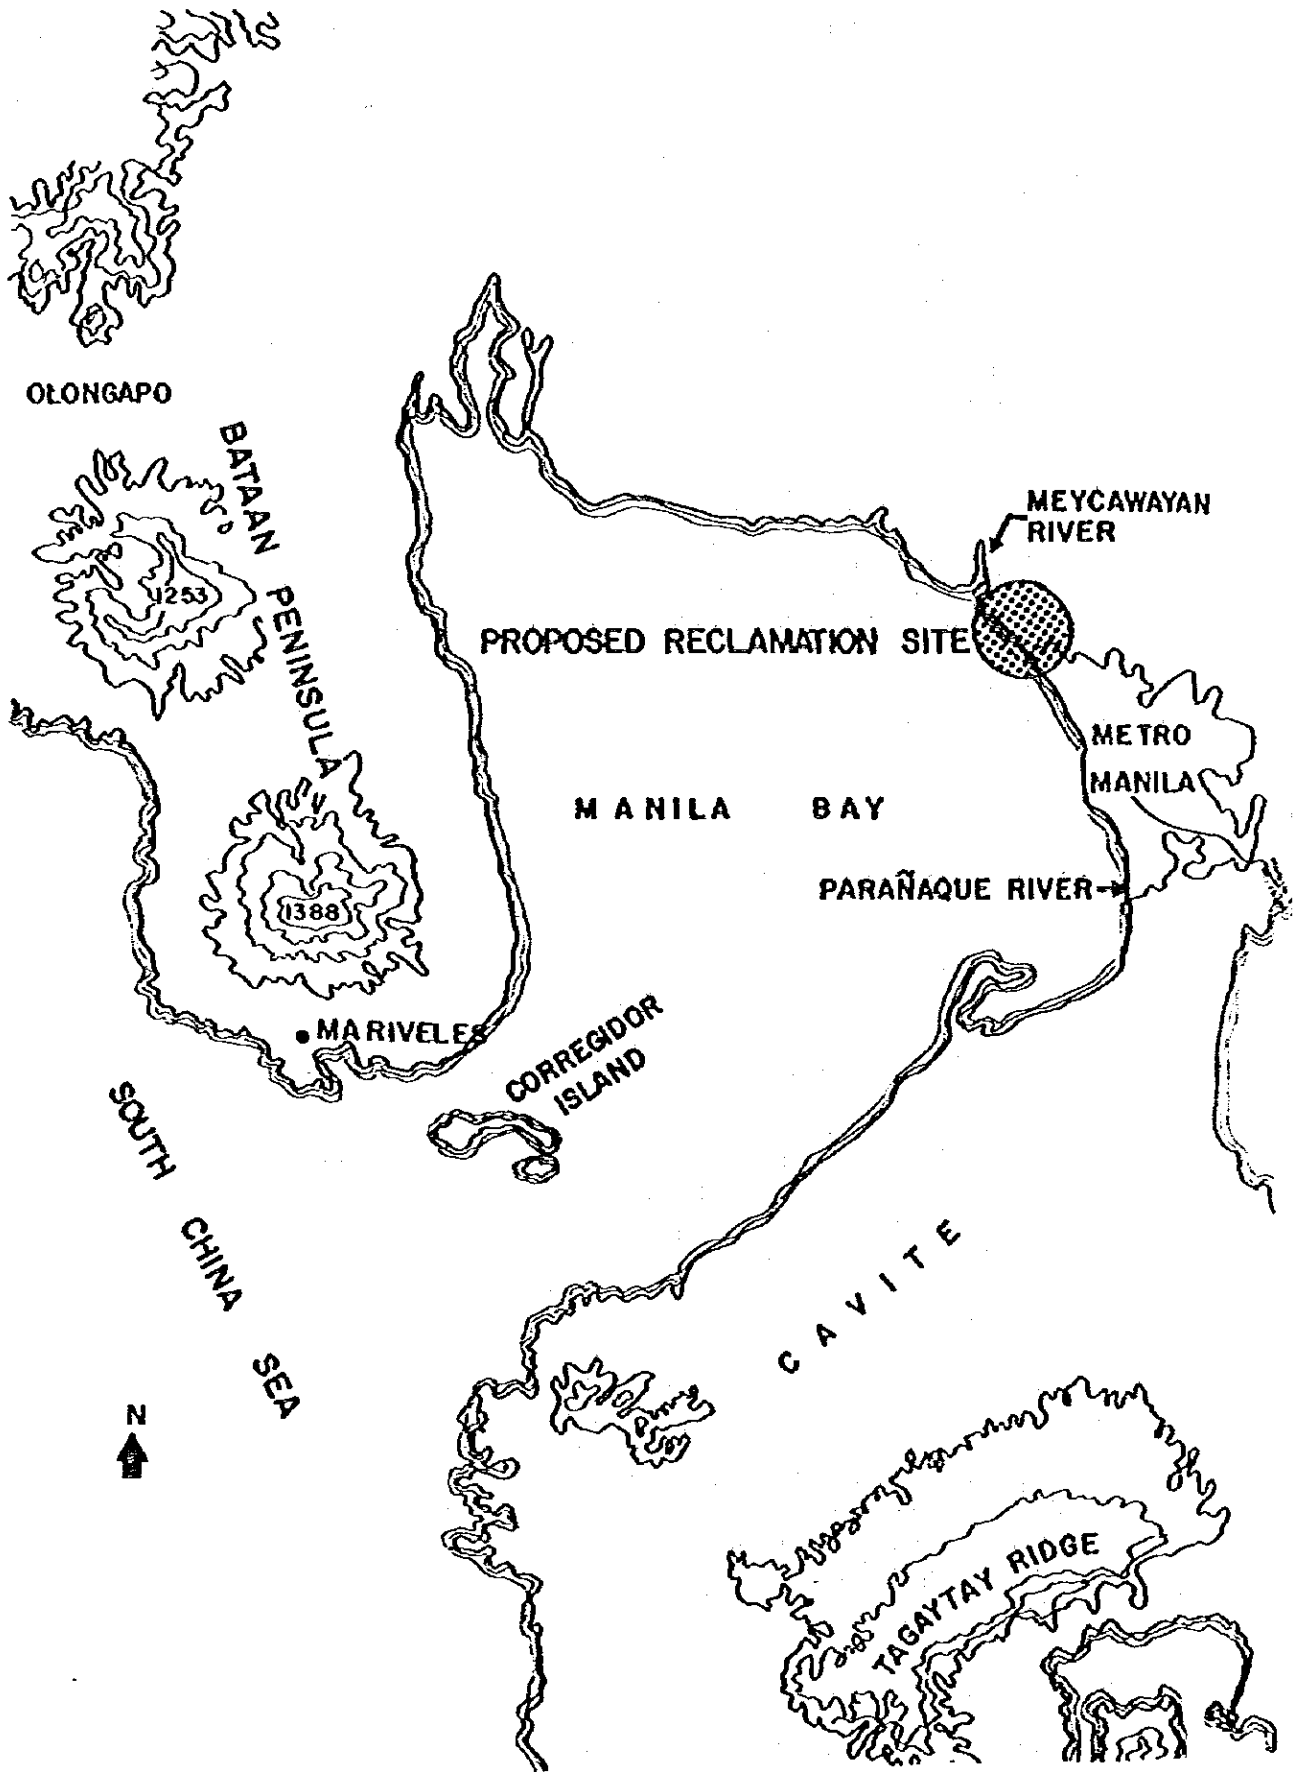 OLONGAPO
BATAAN PENINSULA
1253
MEYCAWAYAN
RIVER
PROPOSED RECLAMATION SITE
METRO
MANILA
MANILA BAY
PARAÑAQUE RIVER
1388
MARIVELES
CORREGIDOR
ISLAND
SOUTH CHINA SEA
CAVITE
N
TAGAYTAY RIDGE